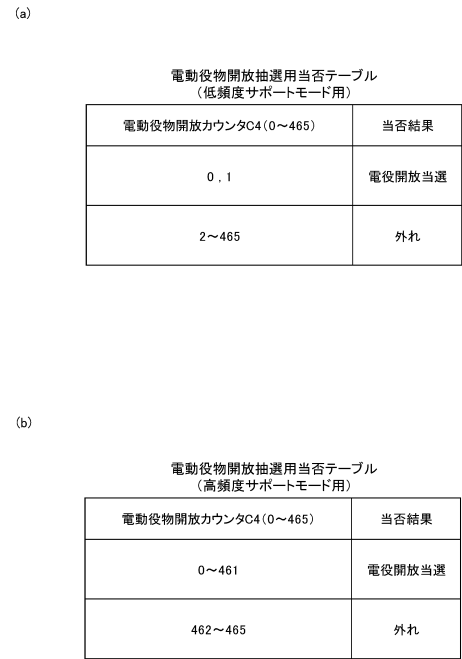 (a)
電動役物開放抽選用当否テーブル
（低頻度サポートモード用）
電動役物開放カウンタC4（0～465） 当否結果
0 , 1 電役開放当選
2～465 外れ
(b)
電動役物開放抽選用当否テーブル
（高頻度サポートモード用）
電動役物開放カウンタC4（0～465） 当否結果
0～461 電役開放当選
462～465 外れ